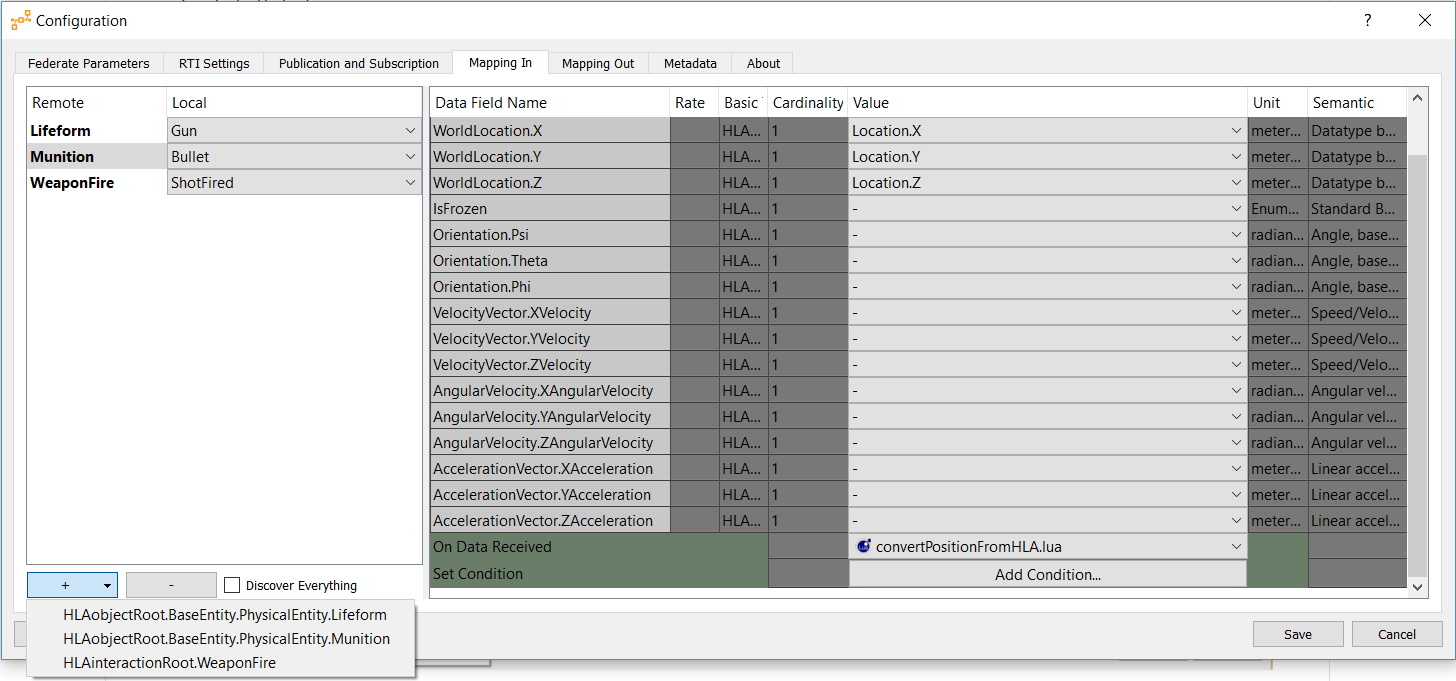 Configuration ?
Federate Parameters RTI Settings Publication and Subscription Mapping In Mapping Out Metadata About
Remote Local
Lifeform Gun
Munition Bullet
WeaponFire ShotFired
Data Field Name Rate Basic Cardinality Value Unit Semantic
WorldLocation.X HLA... 1 Location.X meter... Datatype b...
WorldLocation.Y HLA... 1 Location.Y meter... Datatype b...
WorldLocation.Z HLA... 1 Location.Z meter... Datatype b...
IsFrozen HLA... 1 - Enum... Standard B...
Orientation.Psi HLA... 1 - radian... Angle, base...
Orientation.Theta HLA... 1 - radian... Angle, base...
Orientation.Phi HLA... 1 - radian... Angle, base...
VelocityVector.XVelocity HLA... 1 - meter... Speed/Velo...
VelocityVector.YVelocity HLA... 1 - meter... Speed/Velo...
VelocityVector.ZVelocity HLA... 1 - meter... Speed/Velo...
AngularVelocity.XAngularVelocity HLA... 1 - radian... Angular vel...
AngularVelocity.YAngularVelocity HLA... 1 - radian... Angular vel...
AngularVelocity.ZAngularVelocity HLA... 1 - radian... Angular vel...
AccelerationVector.XAcceleration HLA... 1 - meter... Linear accel...
AccelerationVector.YAcceleration HLA... 1 - meter... Linear accel...
AccelerationVector.ZAcceleration HLA... 1 - meter... Linear accel...
On Data Received convertPositionFromHLA.lua
Set Condition Add Condition...
+ - Discover Everything
HLAobjectRoot.BaseEntity.PhysicalEntity.Lifeform
HLAobjectRoot.BaseEntity.PhysicalEntity.Munition
HLAinteractionRoot.WeaponFire
Save Cancel